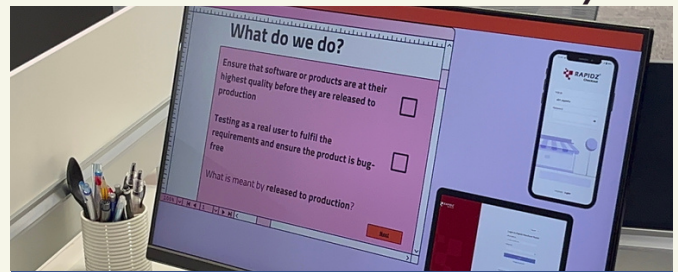 What do we do?
Ensure that software or products are at their
highest quality before they are released to
production
Testing as a real user to fulfil the
requirements and ensure the product is bug-
free
What is meant by released to production?
RAPIDZ